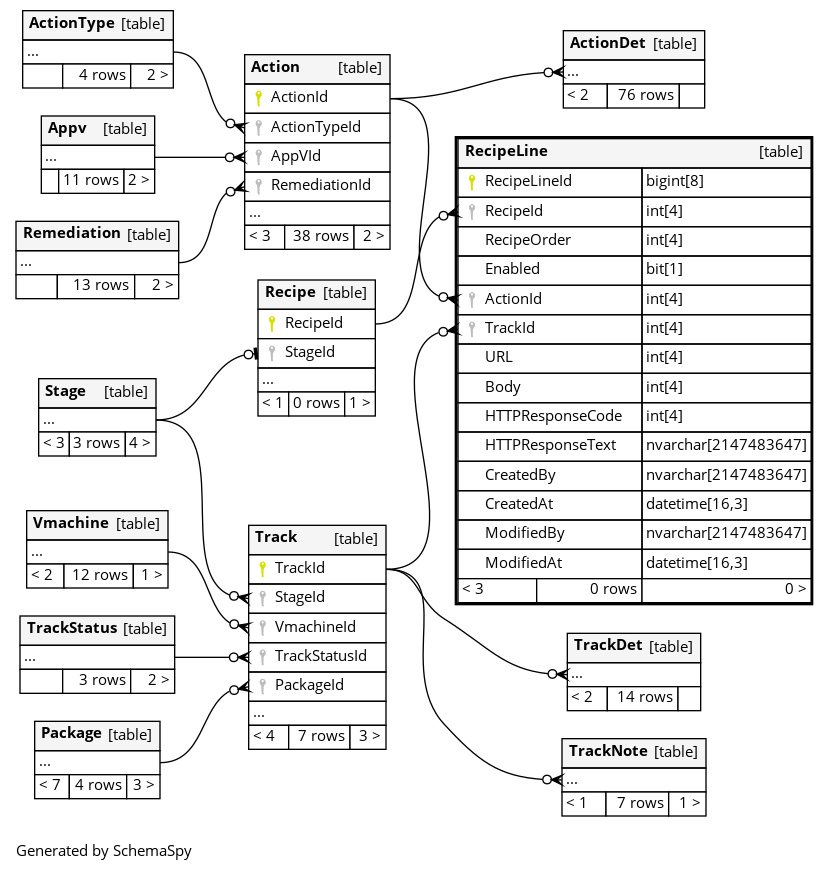 ActionType [table]
...
4 rows 2 >
Appv [table]
...
11 rows 2 >
Remediation [table]
...
13 rows 2 >
Action [table]
ActionId
ActionTypeId
AppVId
RemediationId
...
< 3 38 rows 2 >
ActionDet [table]
...
< 2 76 rows
RecipeLine [table]
RecipeLineId bigint[8]
RecipeId int[4]
RecipeOrder int[4]
Enabled bit[1]
ActionId int[4]
TrackId int[4]
URL int[4]
Body int[4]
HTTPResponseCode int[4]
HTTPResponseText nvarchar[2147483647]
CreatedBy nvarchar[2147483647]
CreatedAt datetime[16,3]
ModifiedBy nvarchar[2147483647]
ModifiedAt datetime[16,3]
< 3 0 rows 0 >
Recipe [table]
RecipeId
StageId
...
< 1 0 rows 1 >
Stage [table]
...
< 3 3 rows 4 >
Vmachine [table]
...
< 2 12 rows 1 >
TrackStatus [table]
...
3 rows 2 >
Package [table]
...
< 7 4 rows 3 >
Track [table]
TrackId
StageId
VmachineId
TrackStatusId
PackageId
...
< 4 7 rows 3 >
TrackDet [table]
...
< 2 14 rows
TrackNote [table]
...
< 1 7 rows 1 >
Generated by SchemaSpy